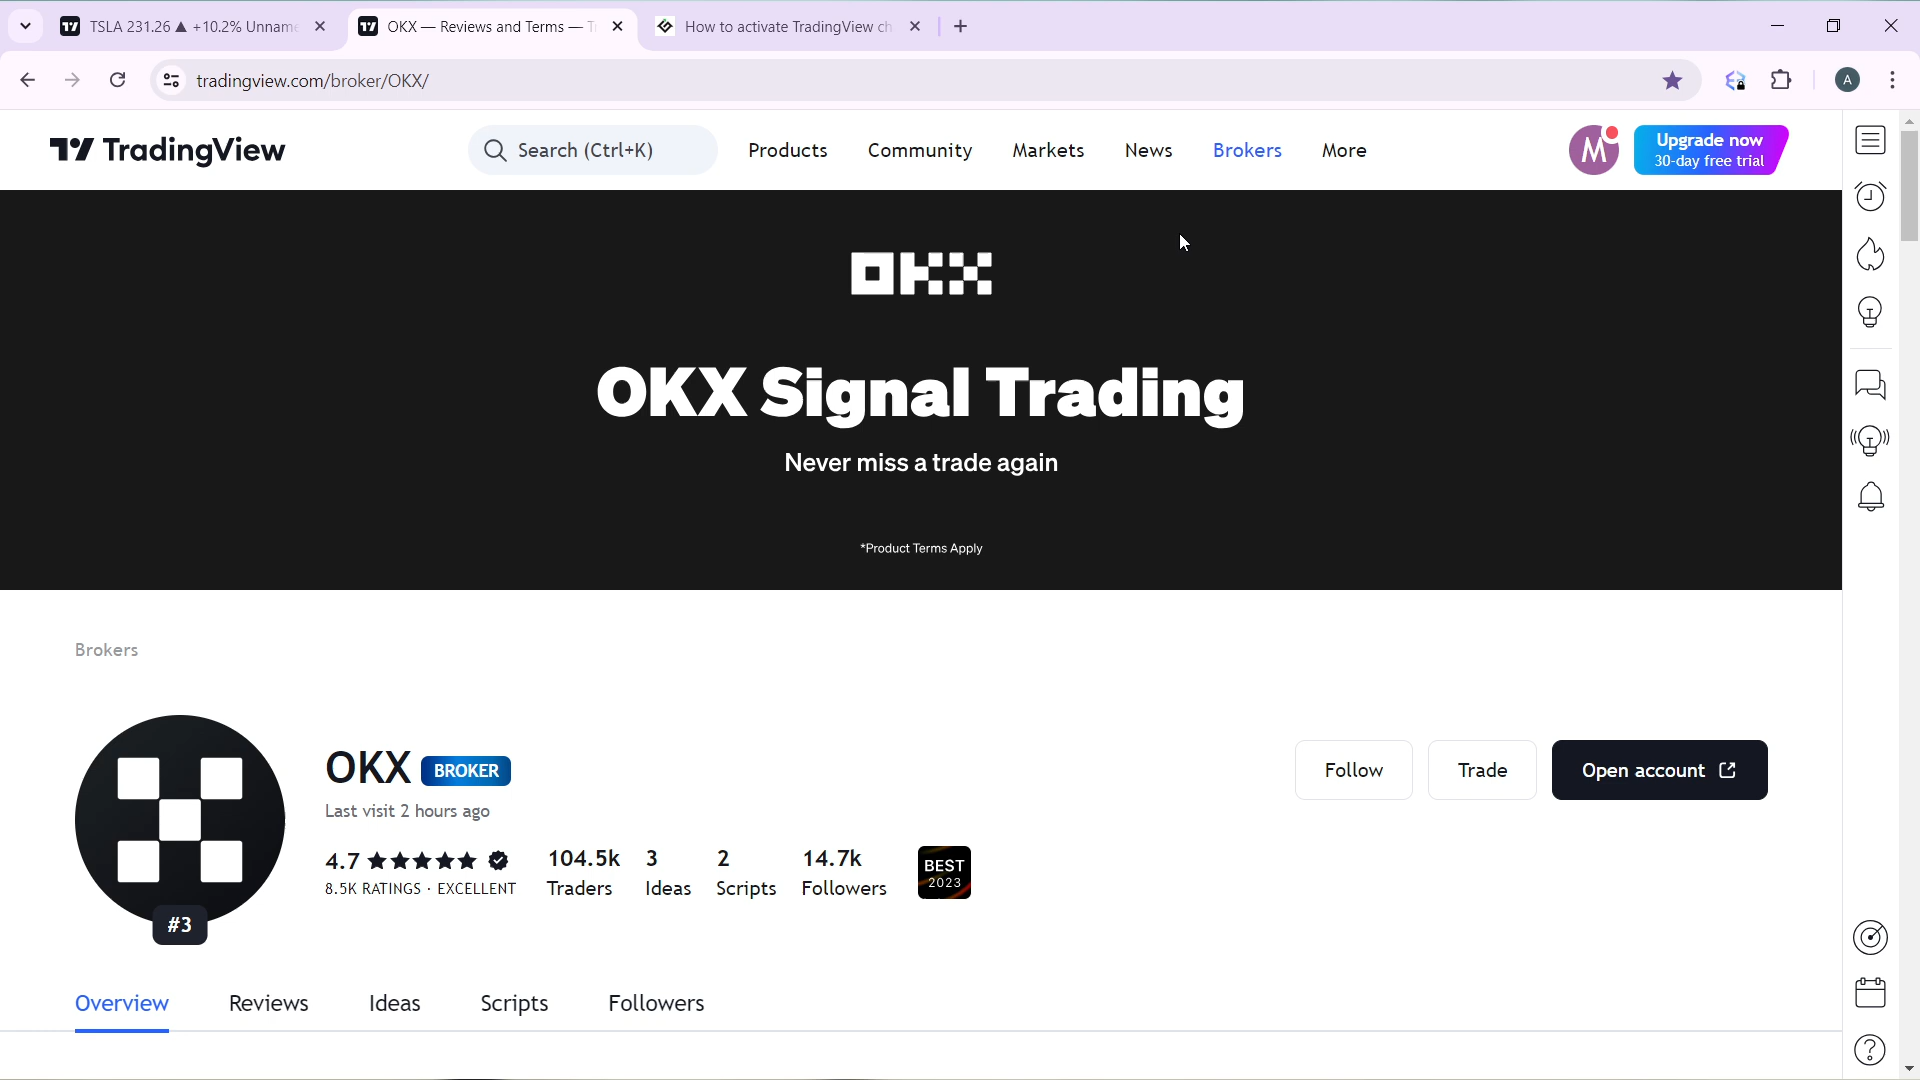 TSLA 231.26 ▲ +10.2% Unnam
OKX — Reviews and Terms — T
How to activate TradingView ch
tradingview.com/broker/OKX/
A
TradingView
Search (Ctrl+K)
Products
Community
Markets
News
Brokers
More
M
Upgrade now
30-day free trial
OKX
OKX Signal Trading
Never miss a trade again
*Product Terms Apply
Brokers
OKX BROKER
Last visit 2 hours ago
4.7 ★★★★★
8.5K RATINGS · EXCELLENT
104.5k
Traders
3
Ideas
2
Scripts
14.7k
Followers
BEST
2023
#3
Follow
Trade
Open account
Overview
Reviews
Ideas
Scripts
Followers